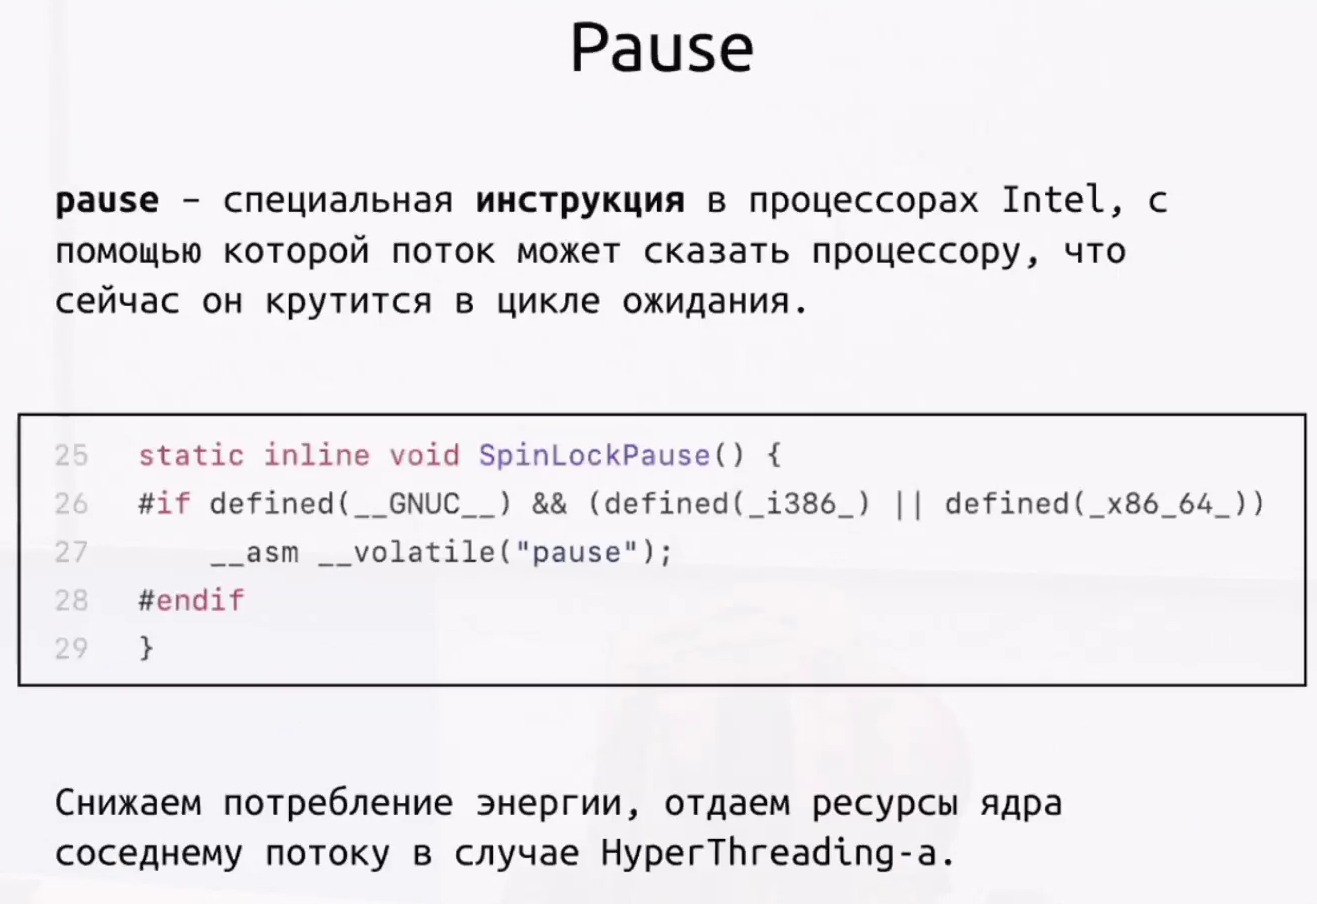 Pause
pause – специальная инструкция в процессорах Intel, с
помощью которой поток может сказать процессору, что
сейчас он крутится в цикле ожидания.
25 static inline void SpinLockPause() {
26 #if defined(__GNUC__) && (defined(_i386_) || defined(_x86_64_))
27 __asm __volatile("pause");
28 #endif
29 }
Снижаем потребление энергии, отдаем ресурсы ядра
соседнему потоку в случае HyperThreading-а.